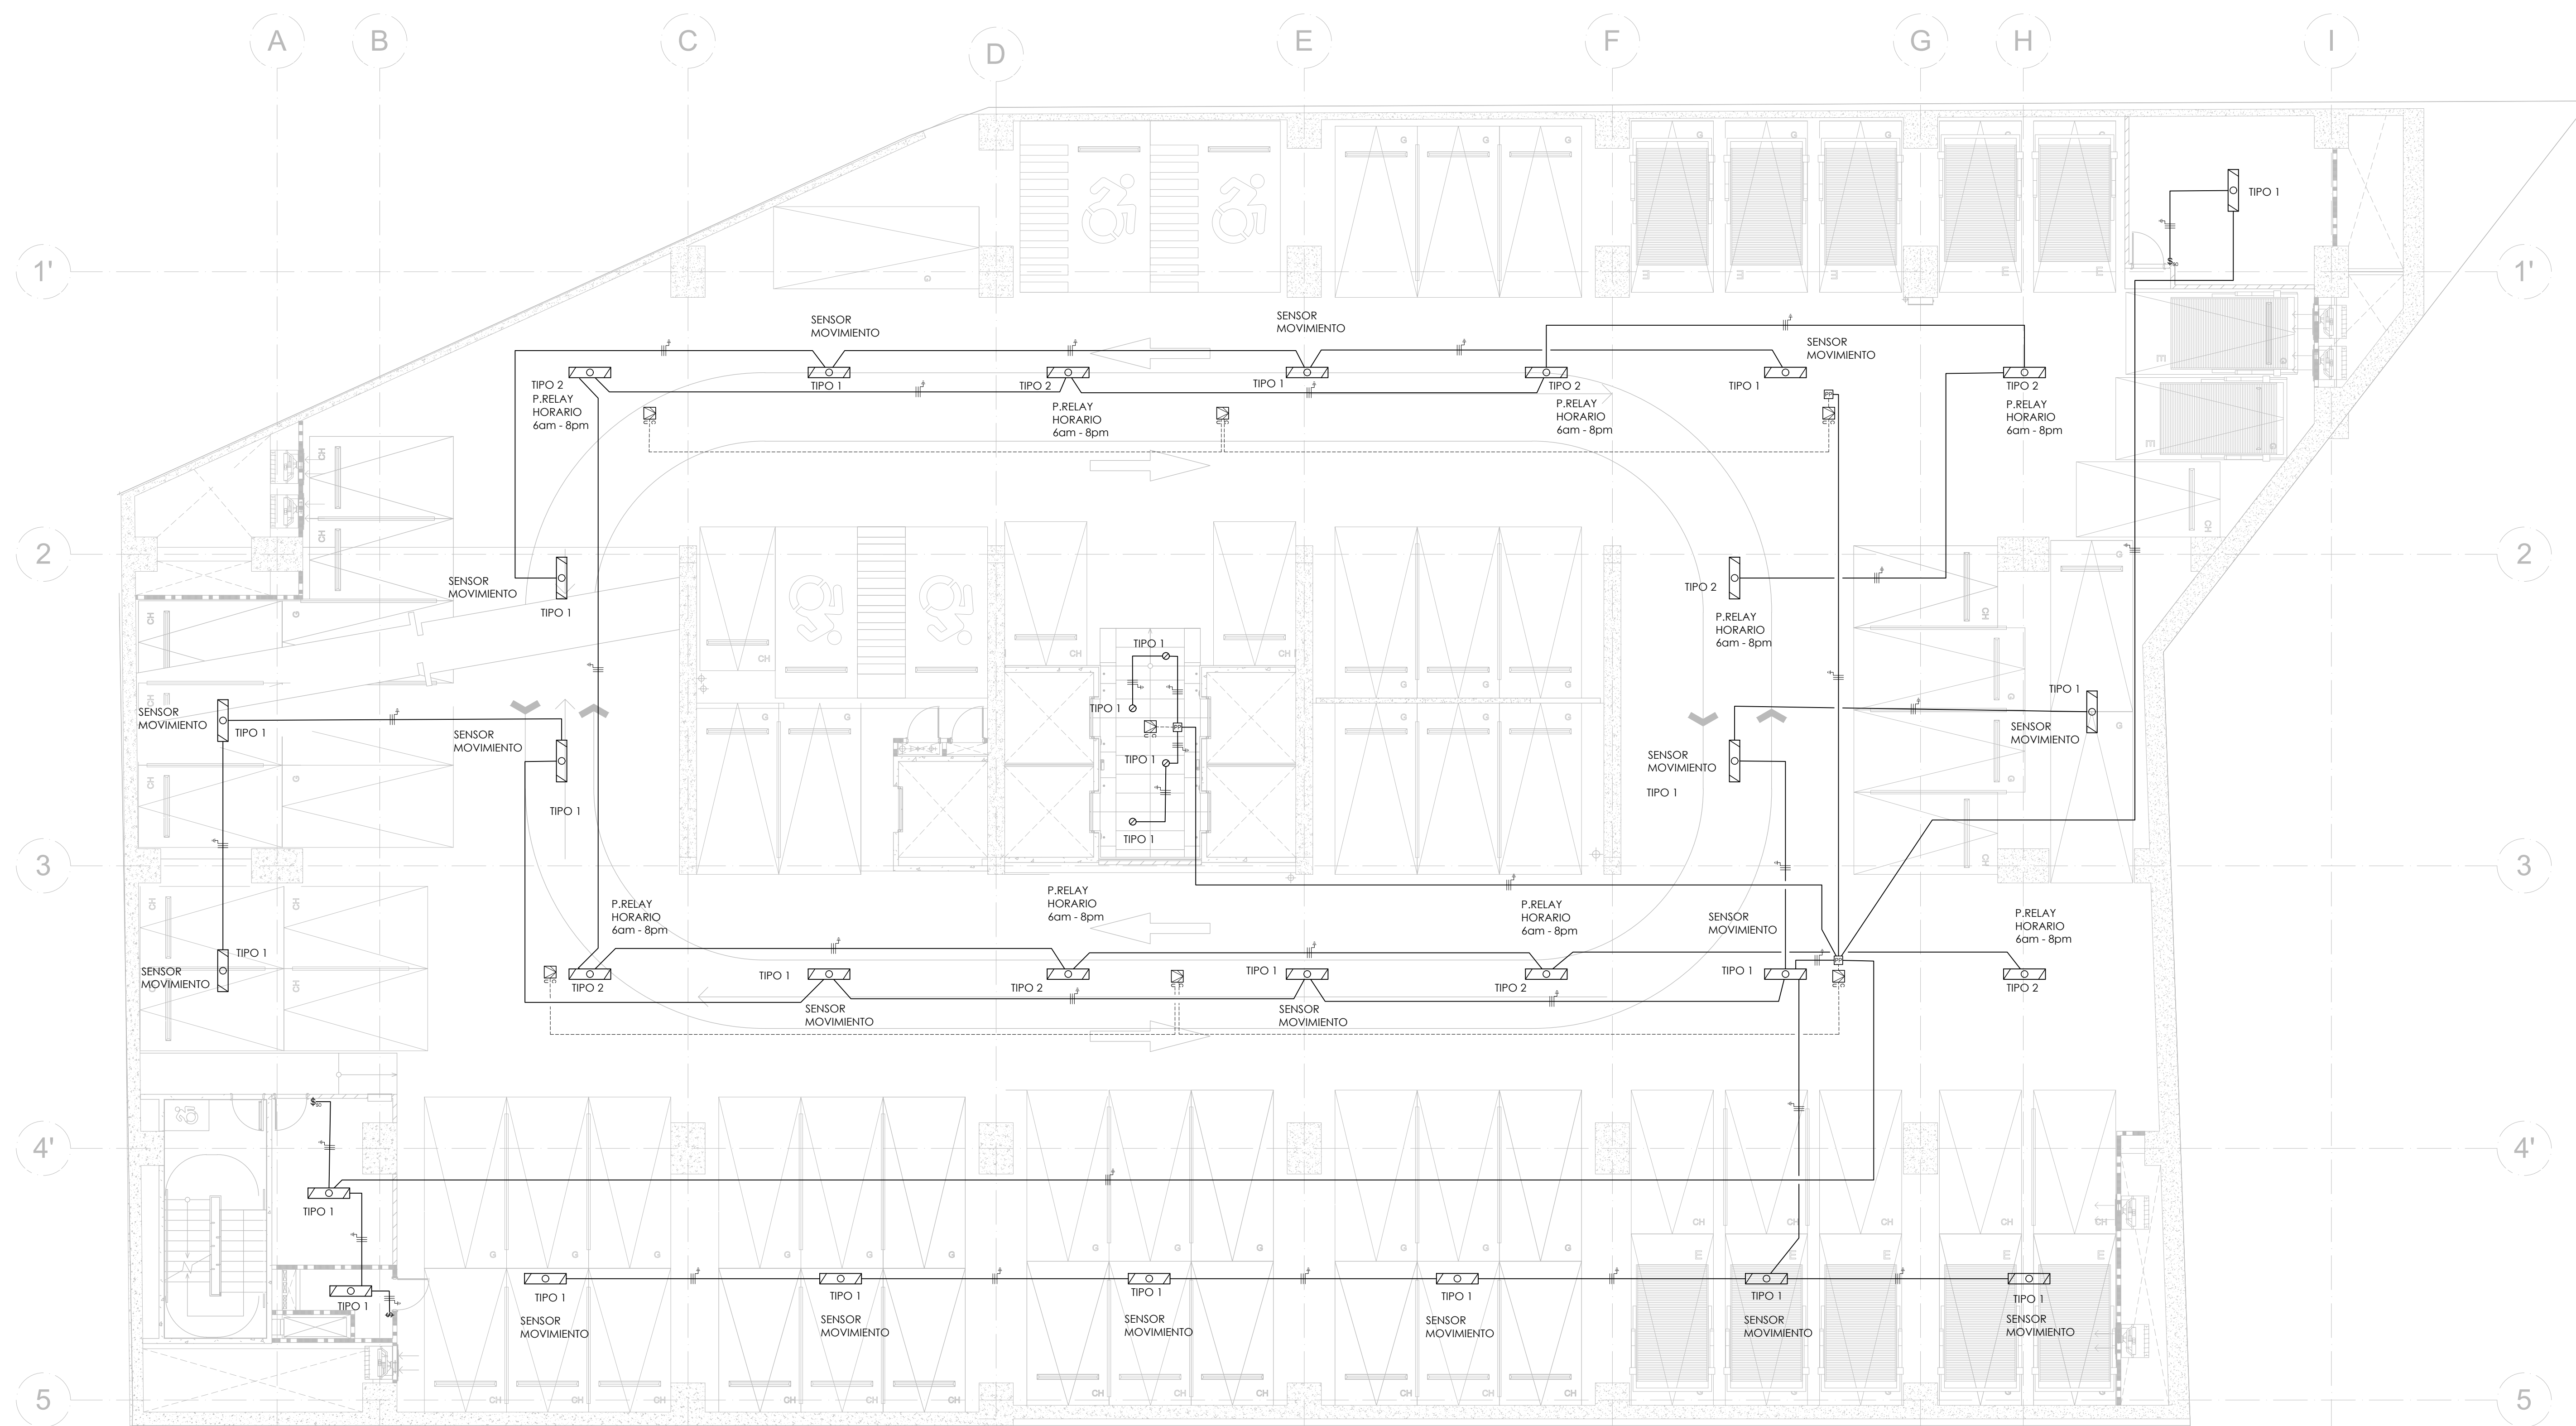 A B C D E F G H I
TIPO 1
1' 1'
SENSOR
MOVIMIENTO
SENSOR
MOVIMIENTO
SENSOR
MOVIMIENTO
TIPO 2
P.RELAY
HORARIO
6am - 8pm
TIPO 1
TIPO 2
P.RELAY
HORARIO
6am - 8pm
TIPO 1
TIPO 2
P.RELAY
HORARIO
6am - 8pm
TIPO 1
TIPO 2
P.RELAY
HORARIO
6am - 8pm
2 2
SENSOR
MOVIMIENTO
TIPO 1
TIPO 2
P.RELAY
HORARIO
6am - 8pm
SENSOR
MOVIMIENTO
TIPO 1
SENSOR
MOVIMIENTO
TIPO 1
TIPO 1
TIPO 1
TIPO 1
TIPO 1
SENSOR
MOVIMIENTO
TIPO 1
TIPO 1
SENSOR
MOVIMIENTO
3 3
TIPO 1
SENSOR
MOVIMIENTO
P.RELAY
HORARIO
6am - 8pm
TIPO 2
TIPO 1
SENSOR
MOVIMIENTO
P.RELAY
HORARIO
6am - 8pm
TIPO 2
TIPO 1
SENSOR
MOVIMIENTO
P.RELAY
HORARIO
6am - 8pm
TIPO 2
SENSOR
MOVIMIENTO
TIPO 1
P.RELAY
HORARIO
6am - 8pm
TIPO 2
4' 4'
TIPO 1
TIPO 1
TIPO 1
SENSOR
MOVIMIENTO
TIPO 1
SENSOR
MOVIMIENTO
TIPO 1
SENSOR
MOVIMIENTO
TIPO 1
SENSOR
MOVIMIENTO
TIPO 1
SENSOR
MOVIMIENTO
TIPO 1
SENSOR
MOVIMIENTO
5 5